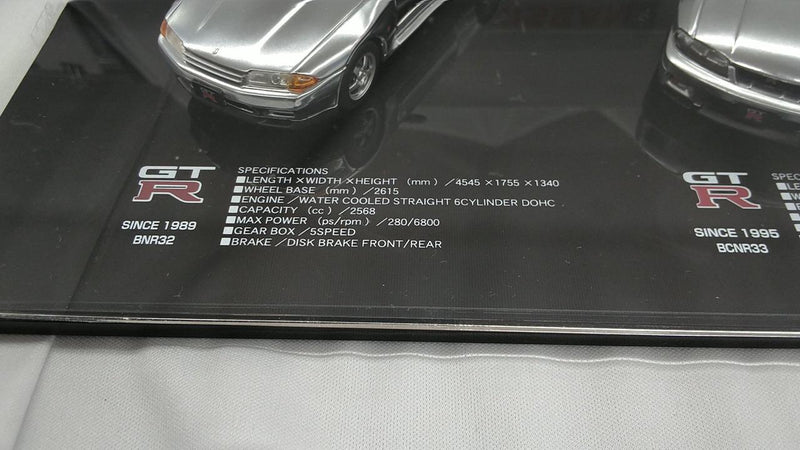 GT
R
SINCE 1989
BNR32
SPECIFICATIONS
■LENGTH ×WIDTH ×HEIGHT (mm) ／4545 ×1755 ×1340
■WHEEL BASE (mm) ／2615
■ENGINE ／WATER COOLED STRAIGHT 6CYLINDER DOHC
■CAPACITY (cc) ／2568
■MAX POWER (ps/rpm) ／280/6800
■GEAR BOX ／5SPEED
■BRAKE ／DISK BRAKE FRONT/REAR
GT
R
SINCE 1995
BCNR33